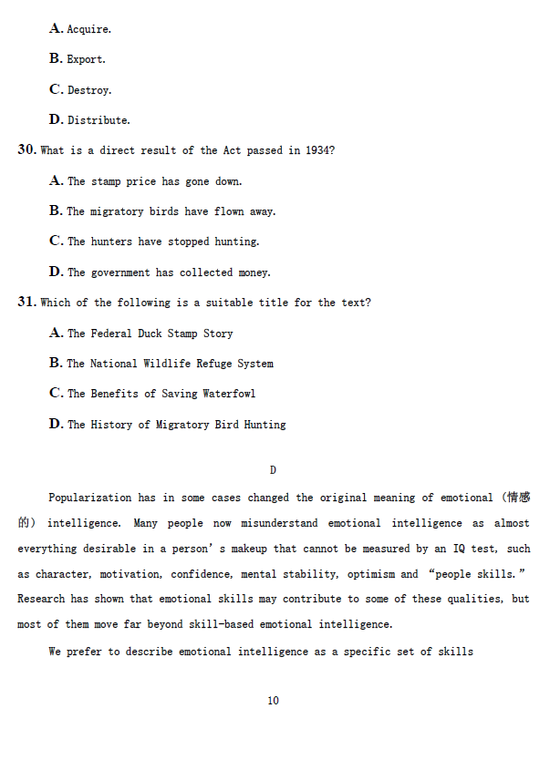 A. Acquire.
B. Export.
C. Destroy.
D. Distribute.
30. What is a direct result of the Act passed in 1934?
A. The stamp price has gone down.
B. The migratory birds have flown away.
C. The hunters have stopped hunting.
D. The government has collected money.
31. Which of the following is a suitable title for the text?
A. The Federal Duck Stamp Story
B. The National Wildlife Refuge System
C. The Benefits of Saving Waterfowl
D. The History of Migratory Bird Hunting
D
Popularization has in some cases changed the original meaning of emotional (情感
的) intelligence. Many people now misunderstand emotional intelligence as almost
everything desirable in a person’s makeup that cannot be measured by an IQ test, such
as character, motivation, confidence, mental stability, optimism and “people skills.”
Research has shown that emotional skills may contribute to some of these qualities, but
most of them move far beyond skill-based emotional intelligence.
We prefer to describe emotional intelligence as a specific set of skills
10